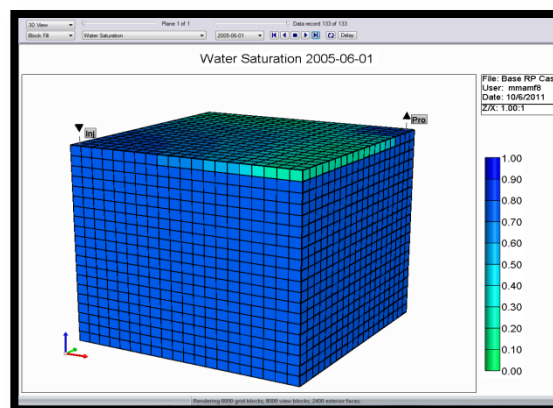 3D View Plane 1 of 1 Data record 133 of 133
Block Fill Water Saturation 2005-06-01 Delay
Water Saturation 2005-06-01
File: Base RP Cas
User: mmamf8
Date: 10/6/2011
Z/X: 1.00:1
Inj
Pro
1.00
0.90
0.80
0.70
0.60
0.50
0.40
0.30
0.20
0.10
0.00
Rendering 8000 grid blocks, 8000 view blocks, 2400 exterior faces.